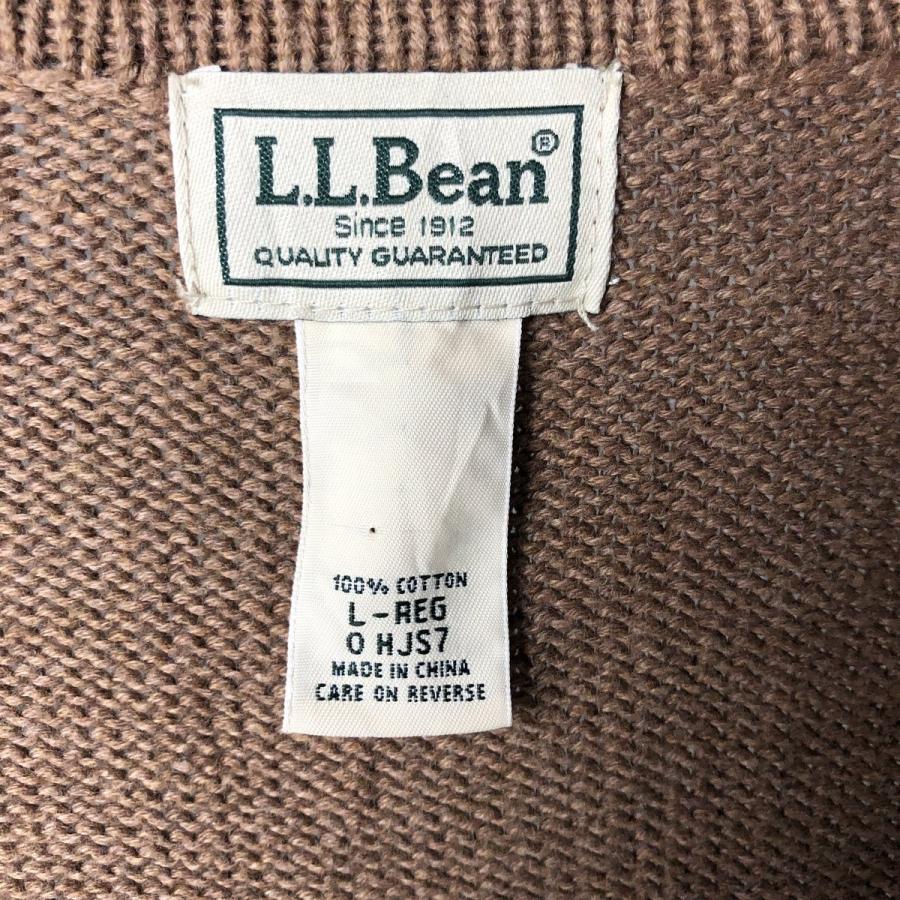 L.L.Bean®
Since 1912
QUALITY GUARANTEED
100% COTTON
L-REG
0 HJS7
MADE IN CHINA
CARE ON REVERSE